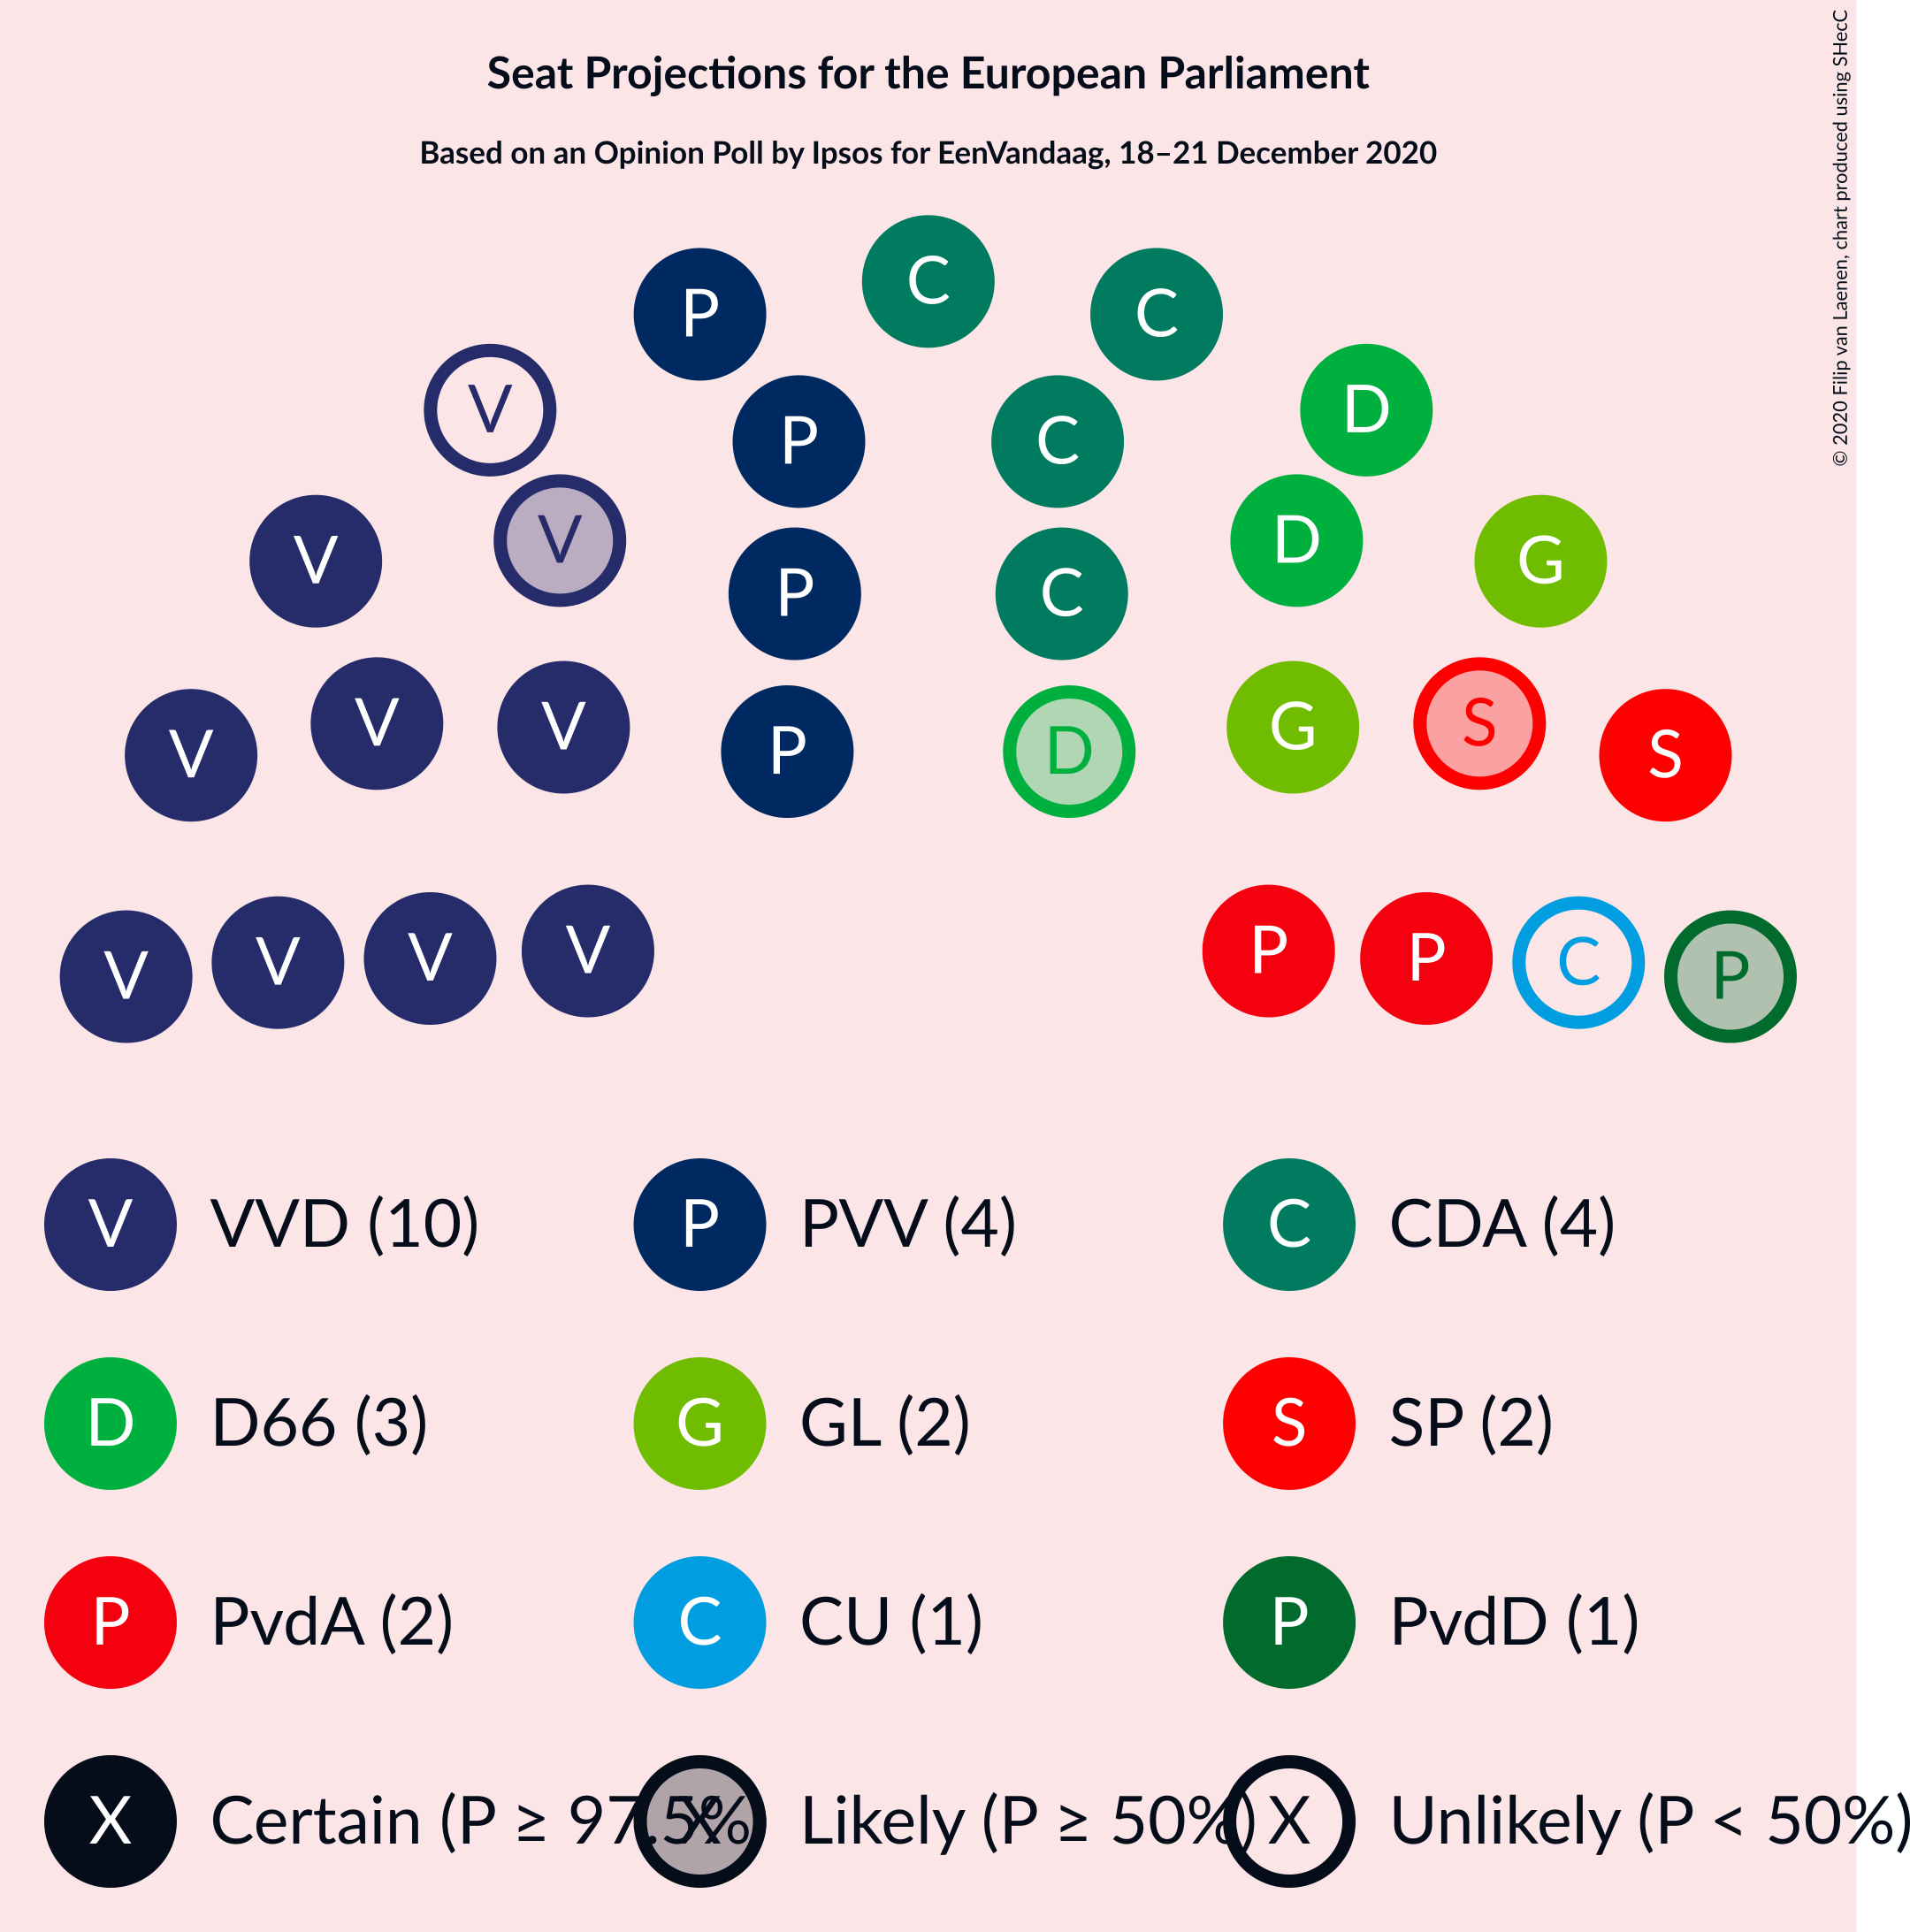 Seat Projections for the European Parliament
Based on an Opinion Poll by Ipsos for EenVandaag, 18–21 December 2020
© 2020 Filip van Laenen, chart produced using SHecC
C
P C
V D
P C
V D
V G
P C
V V G S
V P D S
V V V V P P C P
V VVD (10) P PVV (4) C CDA (4)
D D66 (3) G GL (2) S SP (2)
P PvdA (2) C CU (1) P PvdD (1)
X Certain (P ≥ 97.5% X Likely (P ≥ 50%) X Unlikely (P < 50%)